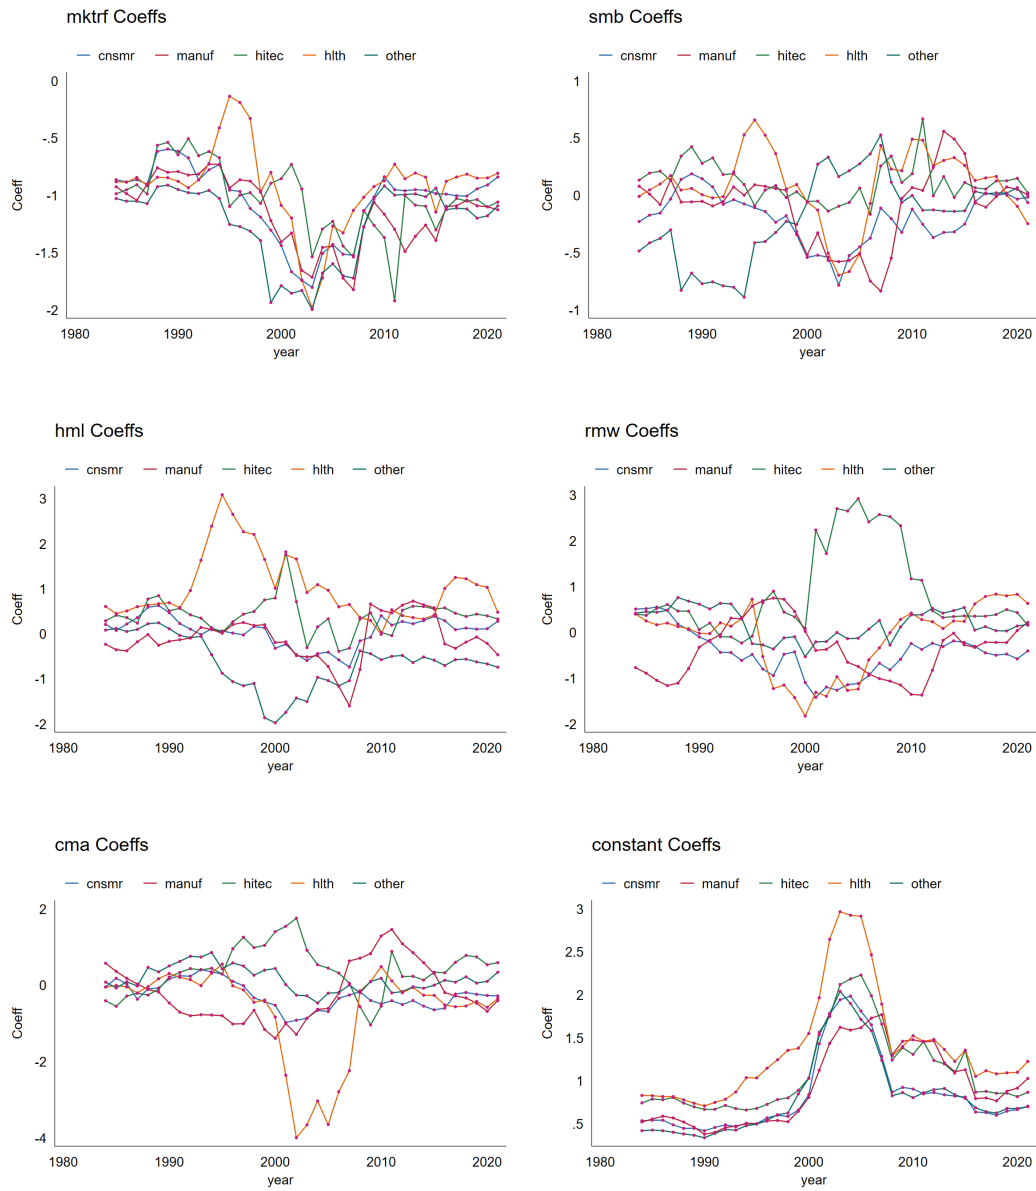 mktrf Coeffs
cnsmr manuf hitec hlth other
0
-.5
-1
-1.5
-2
Coeff
1980 1990 2000 2010 2020
year
smb Coeffs
cnsmr manuf hitec hlth other
1
.5
0
-.5
-1
Coeff
1980 1990 2000 2010 2020
year
hml Coeffs
cnsmr manuf hitec hlth other
3
2
1
0
-1
-2
Coeff
1980 1990 2000 2010 2020
year
rmw Coeffs
cnsmr manuf hitec hlth other
3
2
1
0
-1
-2
Coeff
1980 1990 2000 2010 2020
year
cma Coeffs
cnsmr manuf hitec hlth other
2
0
-2
-4
Coeff
1980 1990 2000 2010 2020
year
constant Coeffs
cnsmr manuf hitec hlth other
3
2.5
2
1.5
1
.5
Coeff
1980 1990 2000 2010 2020
year